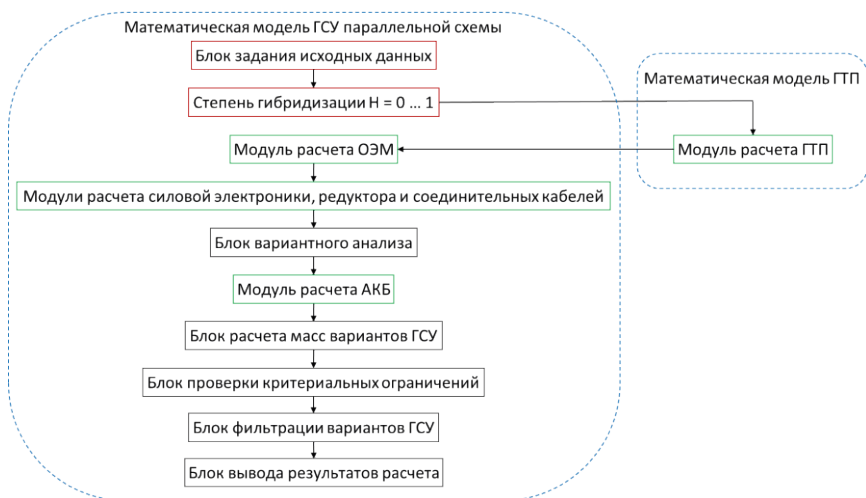 Математическая модель ГСУ параллельной схемы
Блок задания исходных данных
Математическая модель ГТП
Степень гибридизации H = 0 ... 1
Модуль расчета ОЭМ
Модуль расчета ГТП
Модули расчета силовой электроники, редуктора и соединительных кабелей
Блок вариантного анализа
Модуль расчета АКБ
Блок расчета масс вариантов ГСУ
Блок проверки критериальных ограничений
Блок фильтрации вариантов ГСУ
Блок вывода результатов расчета